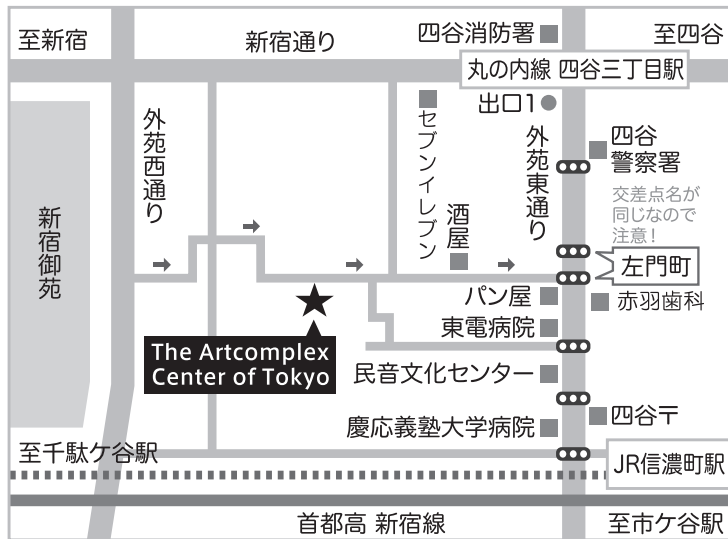 至新宿
新宿通り
四谷消防署
至四谷
丸の内線 四谷三丁目駅
出口1
外苑西通り
セブンイレブン
外苑東通り
四谷
警察署
交差点名が
同じなので
注意！
新宿御苑
酒屋
左門町
パン屋
赤羽歯科
東電病院
The Artcomplex
Center of Tokyo
民音文化センター
四谷〒
慶応義塾大学病院
至千駄ケ谷駅
JR信濃町駅
首都高 新宿線
至市ケ谷駅